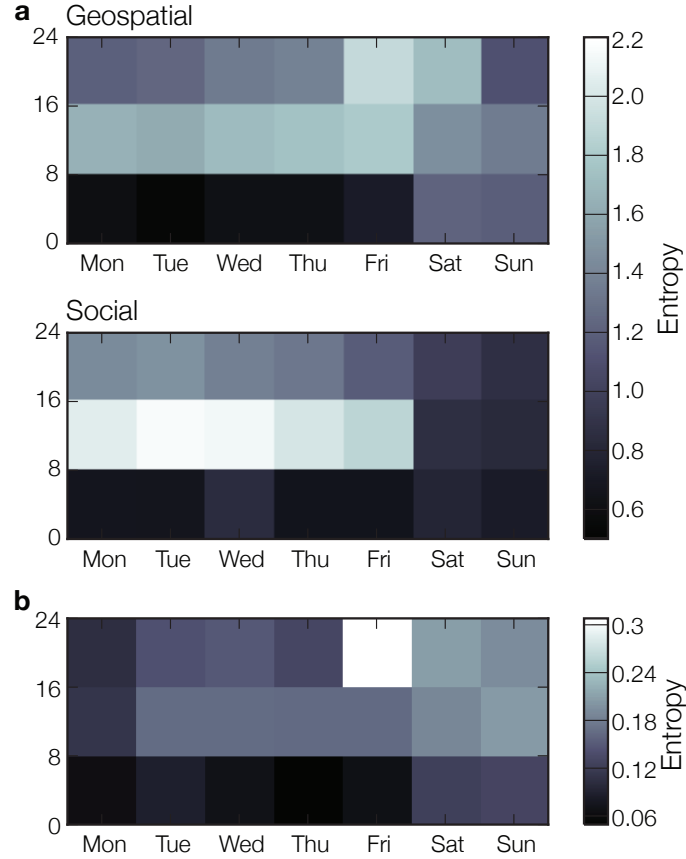 a
Geospatial
24
16
8
0
Mon Tue Wed Thu Fri Sat Sun
Social
24
16
8
0
Mon Tue Wed Thu Fri Sat Sun
2.2
2.0
1.8
1.6
1.4
1.2
1.0
0.8
0.6
Entropy
b
24
16
8
0
Mon Tue Wed Thu Fri Sat Sun
0.3
0.24
0.18
0.12
0.06
Entropy